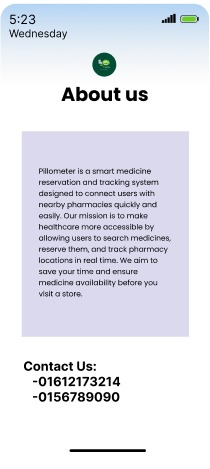 5:23
Wednesday
About us
Pillometer is a smart medicine
reservation and tracking system
designed to connect users with
nearby pharmacies quickly and
easily. Our mission is to make
healthcare more accessible by
allowing users to search medicines,
reserve them, and track pharmacy
locations in real time. We aim to
save your time and ensure
medicine availability before you
visit a store.
Contact Us:
-01612173214
-0156789090